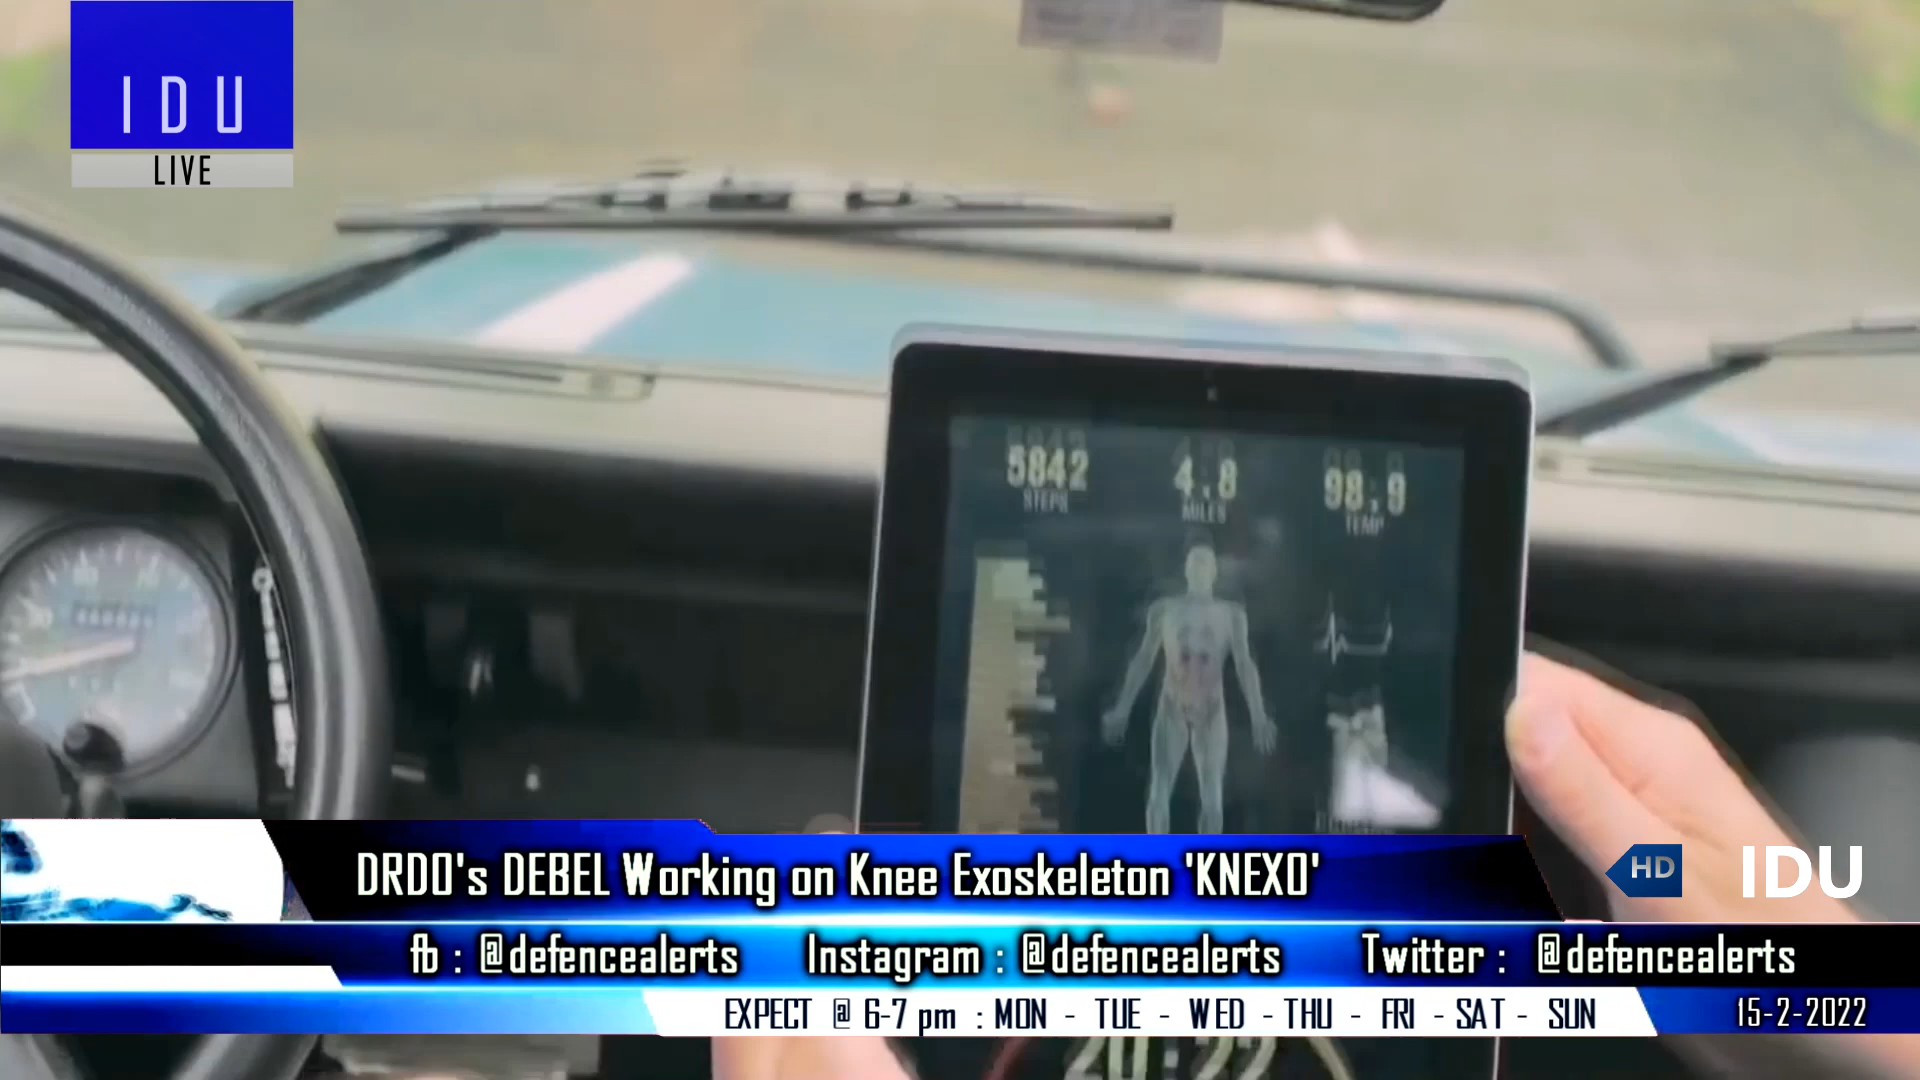 IDU
LIVE
5842
STEPS
4.8
MILES
98.9
TEMP
DRDO's DEBEL Working on Knee Exoskeleton 'KNEXO'
HD
IDU
fb : @defencealerts Instagram : @defencealerts Twitter : @defencealerts
EXPECT @ 6-7 pm : MON - TUE - WED - THU - FRI - SAT - SUN
15-2-2022
20:22